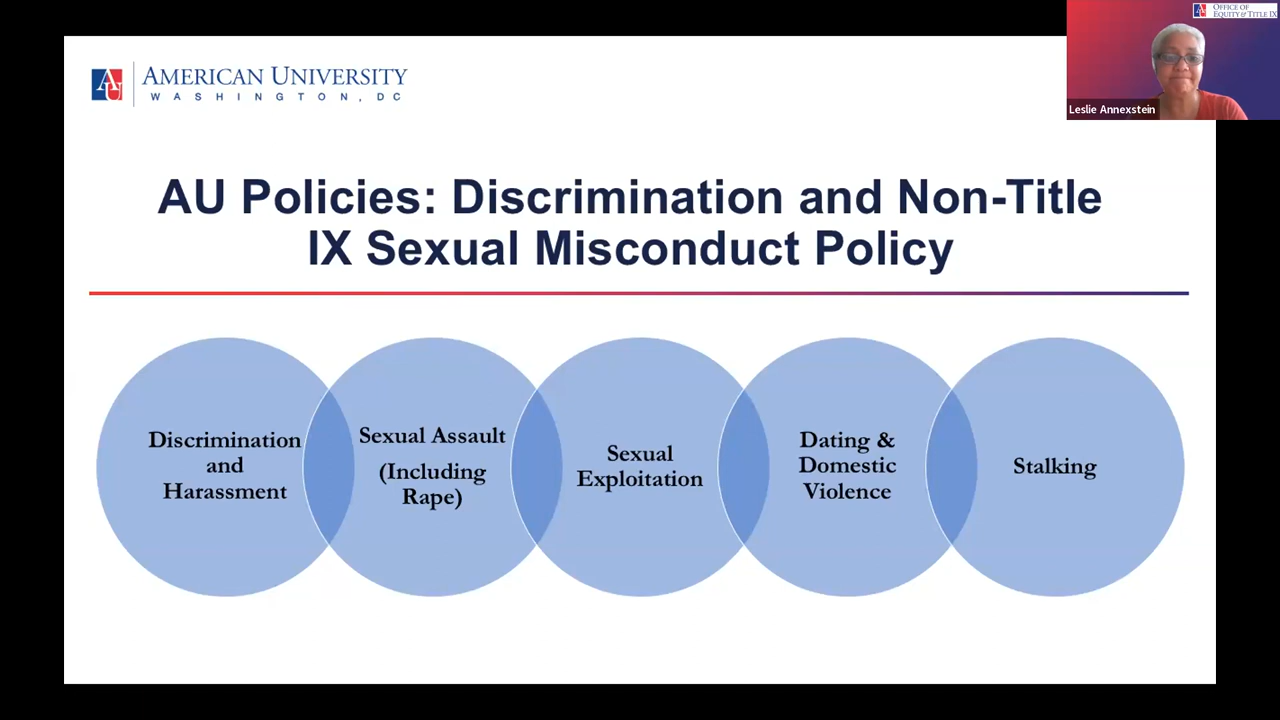 AMERICAN UNIVERSITY
WASHINGTON, DC
OFFICE OF
EQUITY & TITLE IX
Leslie Annexstein
AU Policies: Discrimination and Non-Title
IX Sexual Misconduct Policy
Discrimination
and
Harassment
Sexual Assault
(Including
Rape)
Sexual
Exploitation
Dating &
Domestic
Violence
Stalking